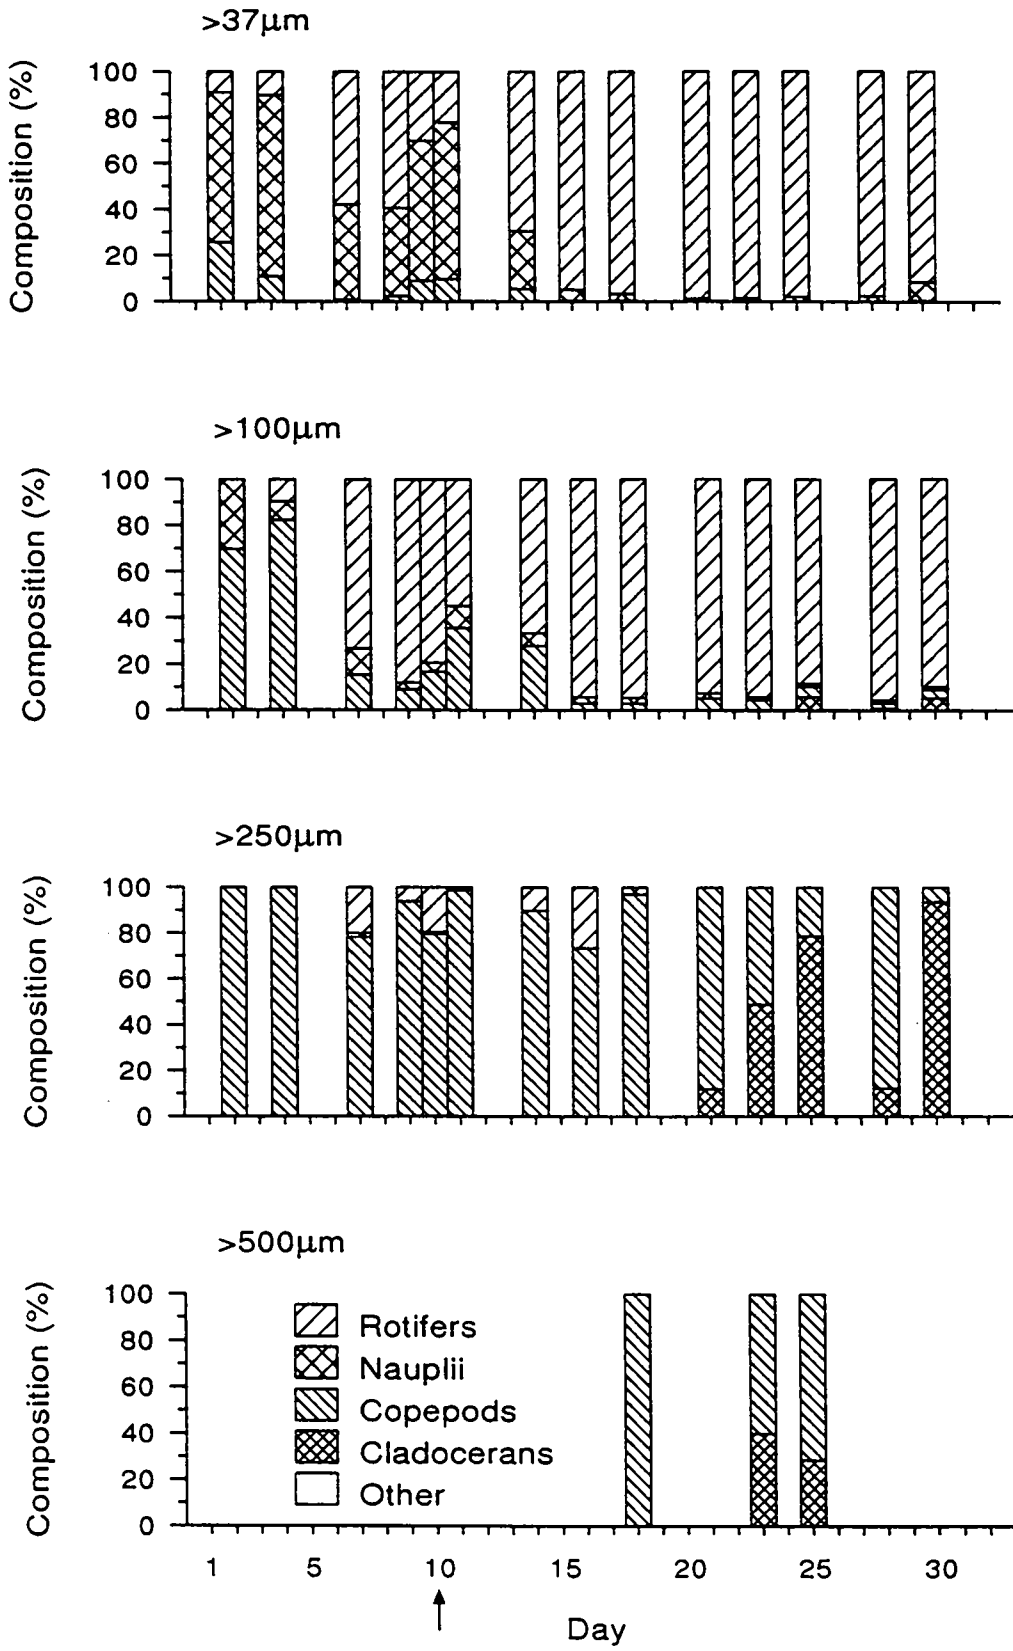 >37μm
Composition (%)
100
80
60
40
20
0
>100μm
Composition (%)
100
80
60
40
20
0
>250μm
Composition (%)
100
80
60
40
20
0
>500μm
Composition (%)
100
80
60
40
20
0
Rotifers
Nauplii
Copepods
Cladocerans
Other
1 5 10 15 20 25 30
Day